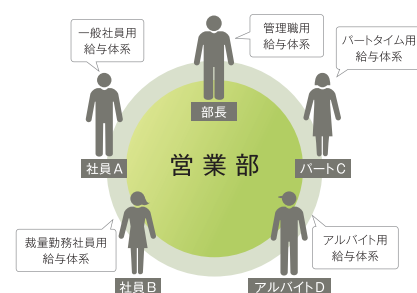 一般社員用
給与体系
管理職用
給与体系
パートタイム用
給与体系
部長
社員A
営業部
パートC
裁量勤務社員用
給与体系
アルバイト用
給与体系
社員B
アルバイトD